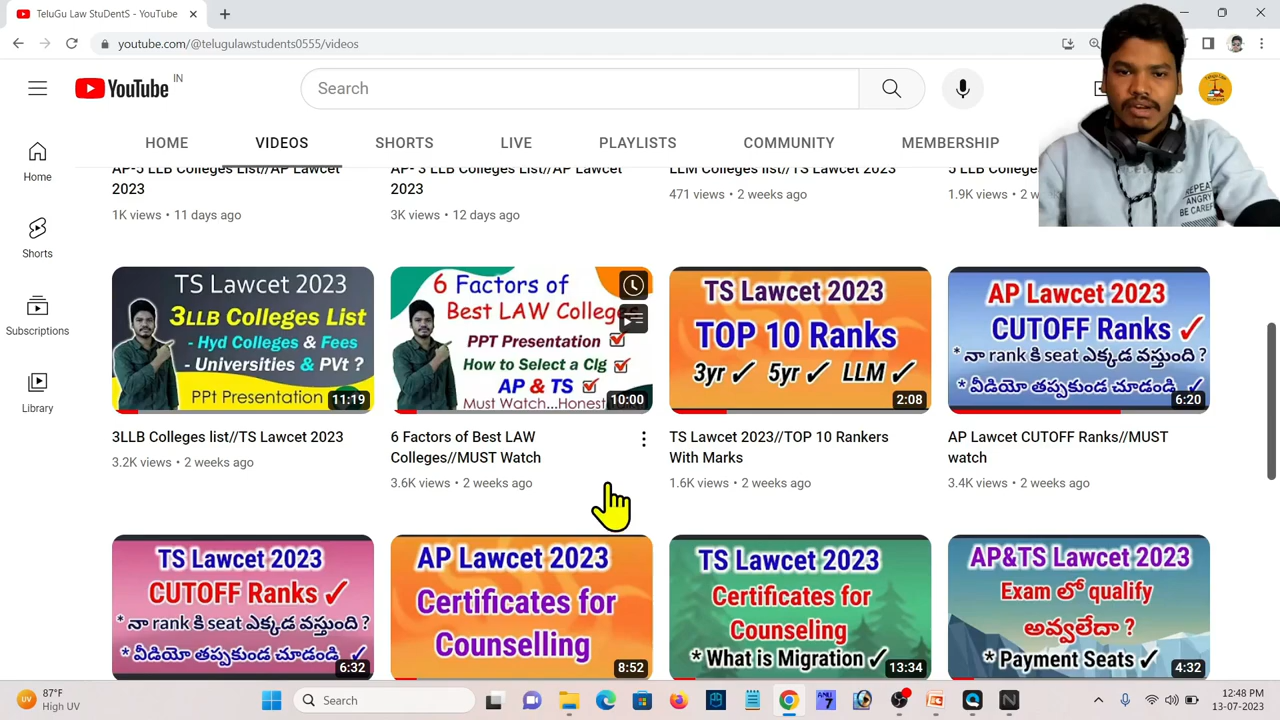 TeluGu Law StuDentS - YouTube
youtube.com/@telugulawstudents0555/videos
YouTube
IN
Search
HOME
VIDEOS
SHORTS
LIVE
PLAYLISTS
COMMUNITY
MEMBERSHIP
Home
Shorts
Subscriptions
Library
AP-5 LLB Colleges List//AP Lawcet
2023
1K views • 11 days ago
AP- 3 LLB Colleges List//AP Lawcet
2023
3K views • 12 days ago
LLM Colleges list//TS Lawcet 2023
471 views • 2 weeks ago
5 LLB Colleges
1.9K views • 2 weeks ago
REPEAT
ANGRY
BE CAREF
TS Lawcet 2023
3LLB Colleges List
- Hyd Colleges & Fees
- Universities & PVt ?
PPt Presentation
11:19
3LLB Colleges list//TS Lawcet 2023
3.2K views • 2 weeks ago
6 Factors of
Best LAW Colleges
PPT Presentation
How to Select a Clg
AP & TS
Must Watch...Honest
10:00
6 Factors of Best LAW
Colleges//MUST Watch
3.6K views • 2 weeks ago
TS Lawcet 2023
TOP 10 Ranks
3yr ✓ 5yr ✓ LLM ✓
2:08
TS Lawcet 2023//TOP 10 Rankers
With Marks
1.6K views • 2 weeks ago
AP Lawcet 2023
CUTOFF Ranks ✓
* నా rank కి seat ఎక్కడ వస్తుంది ?
* వీడియో తప్పకుండ చూడండి ✓
6:20
AP Lawcet CUTOFF Ranks//MUST
watch
3.4K views • 2 weeks ago
TS Lawcet 2023
CUTOFF Ranks ✓
* నా rank కి seat ఎక్కడ వస్తుంది ?
* వీడియో తప్పకుండ చూడండి ✓
6:32
AP Lawcet 2023
Certificates for
Counselling
8:52
TS Lawcet 2023
Certificates for
Counseling
* What is Migration ✓
13:34
AP&TS Lawcet 2023
Exam లో qualify
అవ్వలేదా ?
* Payment Seats ✓
4:32
87°F
High UV
Search
12:48 PM
13-07-2023